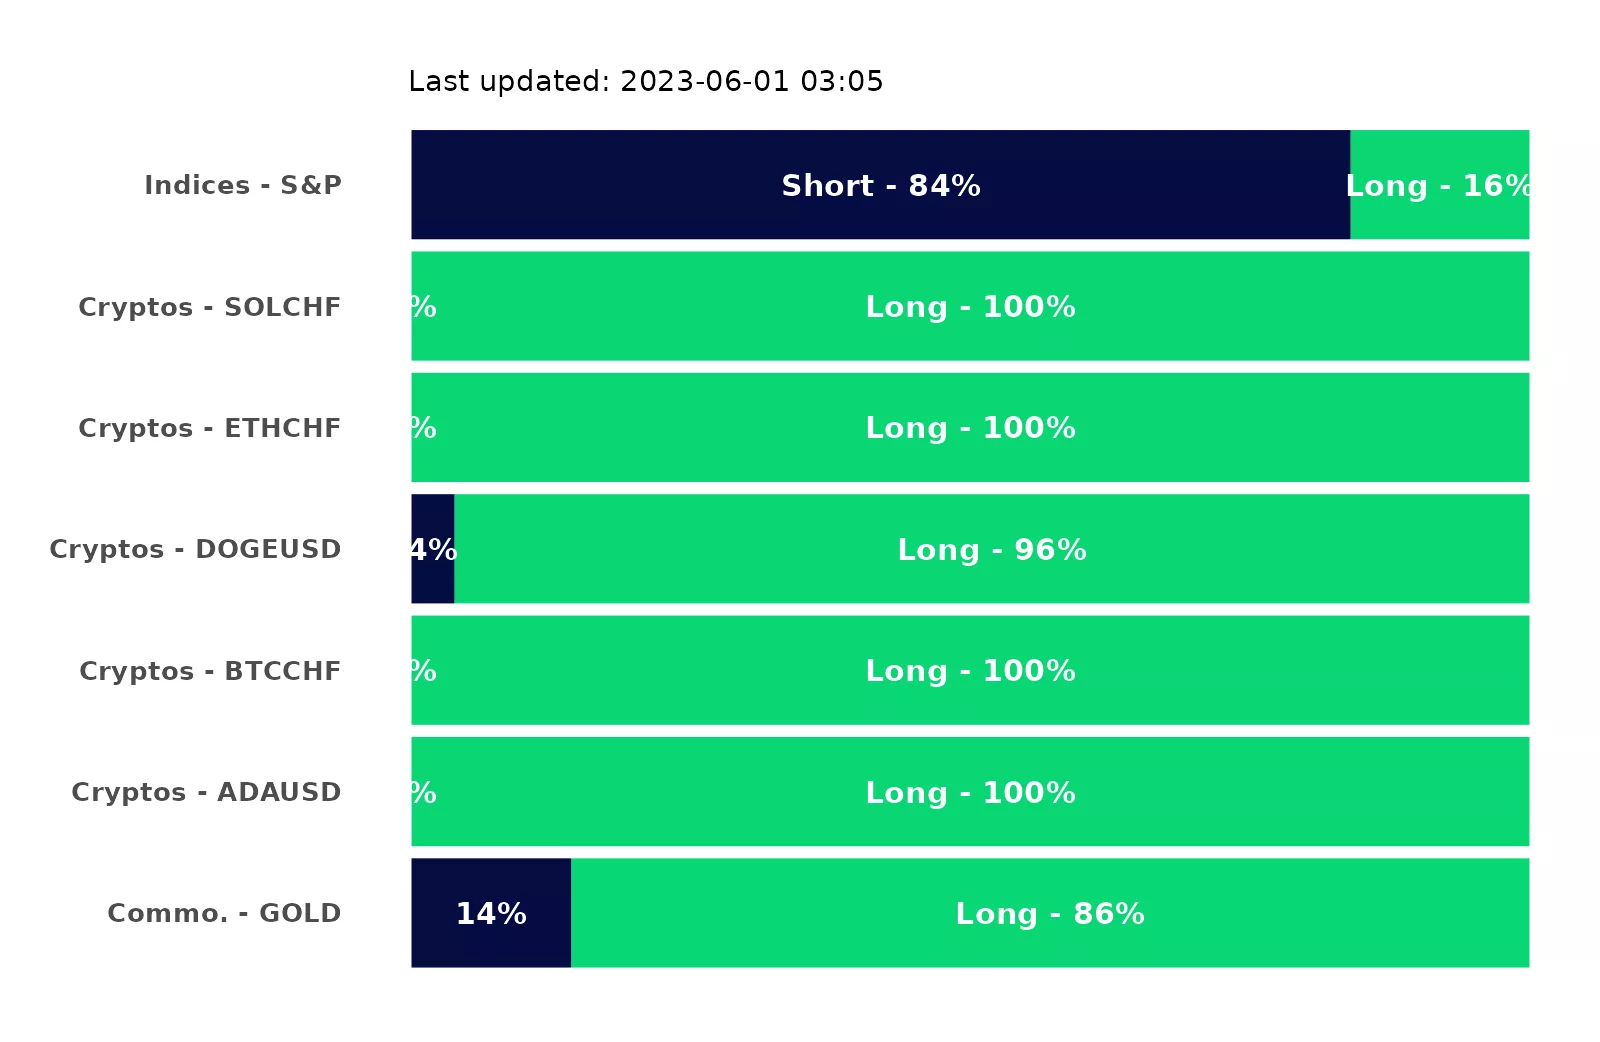 Last updated: 2023-06-01 03:05
Indices - S&P Short - 84% Long - 16%
Cryptos - SOLCHF % Long - 100%
Cryptos - ETHCHF % Long - 100%
Cryptos - DOGEUSD 4% Long - 96%
Cryptos - BTCCHF % Long - 100%
Cryptos - ADAUSD % Long - 100%
Commo. - GOLD 14% Long - 86%